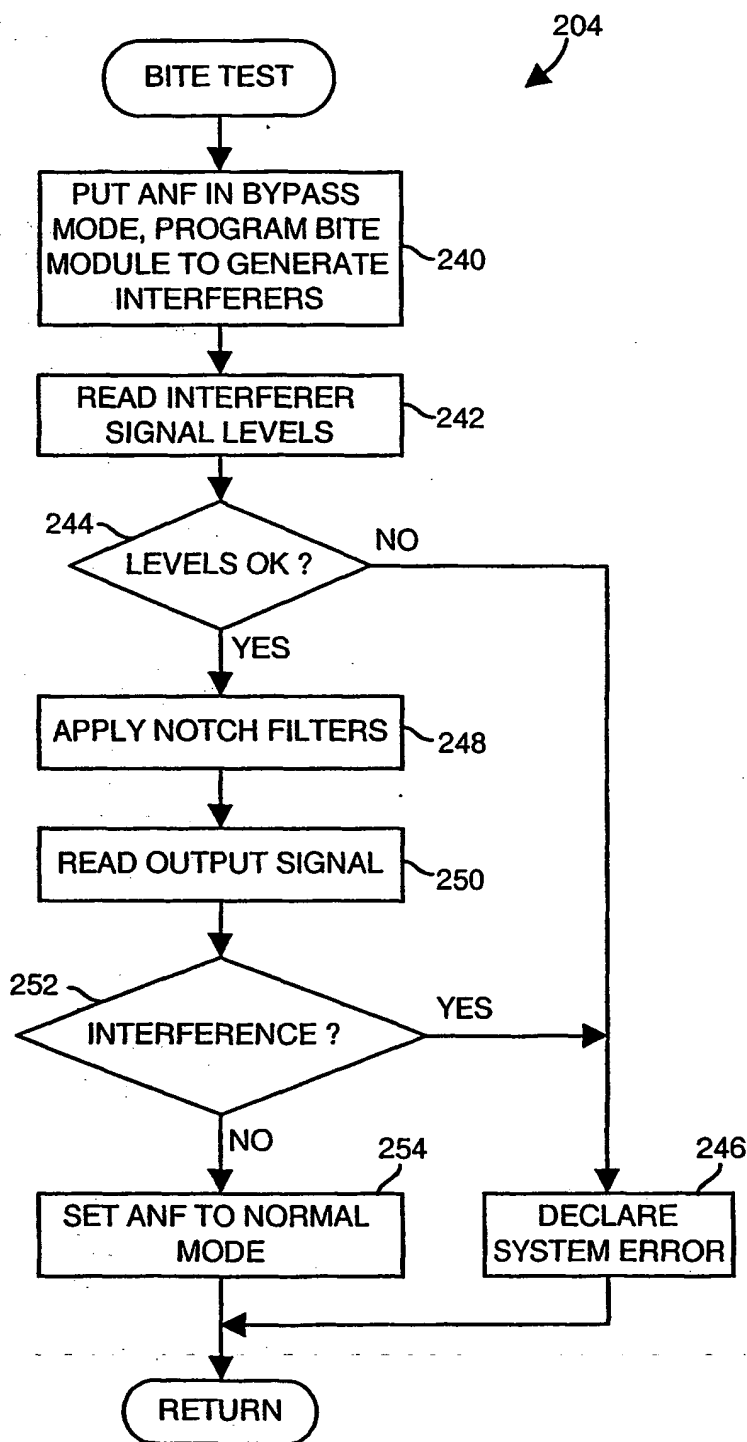 204
BITE TEST
PUT ANF IN BYPASS
MODE, PROGRAM BITE
MODULE TO GENERATE
INTERFERERS
240
READ INTERFERER
SIGNAL LEVELS
242
244
LEVELS OK ?
NO
YES
APPLY NOTCH FILTERS
248
READ OUTPUT SIGNAL
250
252
INTERFERENCE ?
YES
NO
254
SET ANF TO NORMAL
MODE
246
DECLARE
SYSTEM ERROR
RETURN